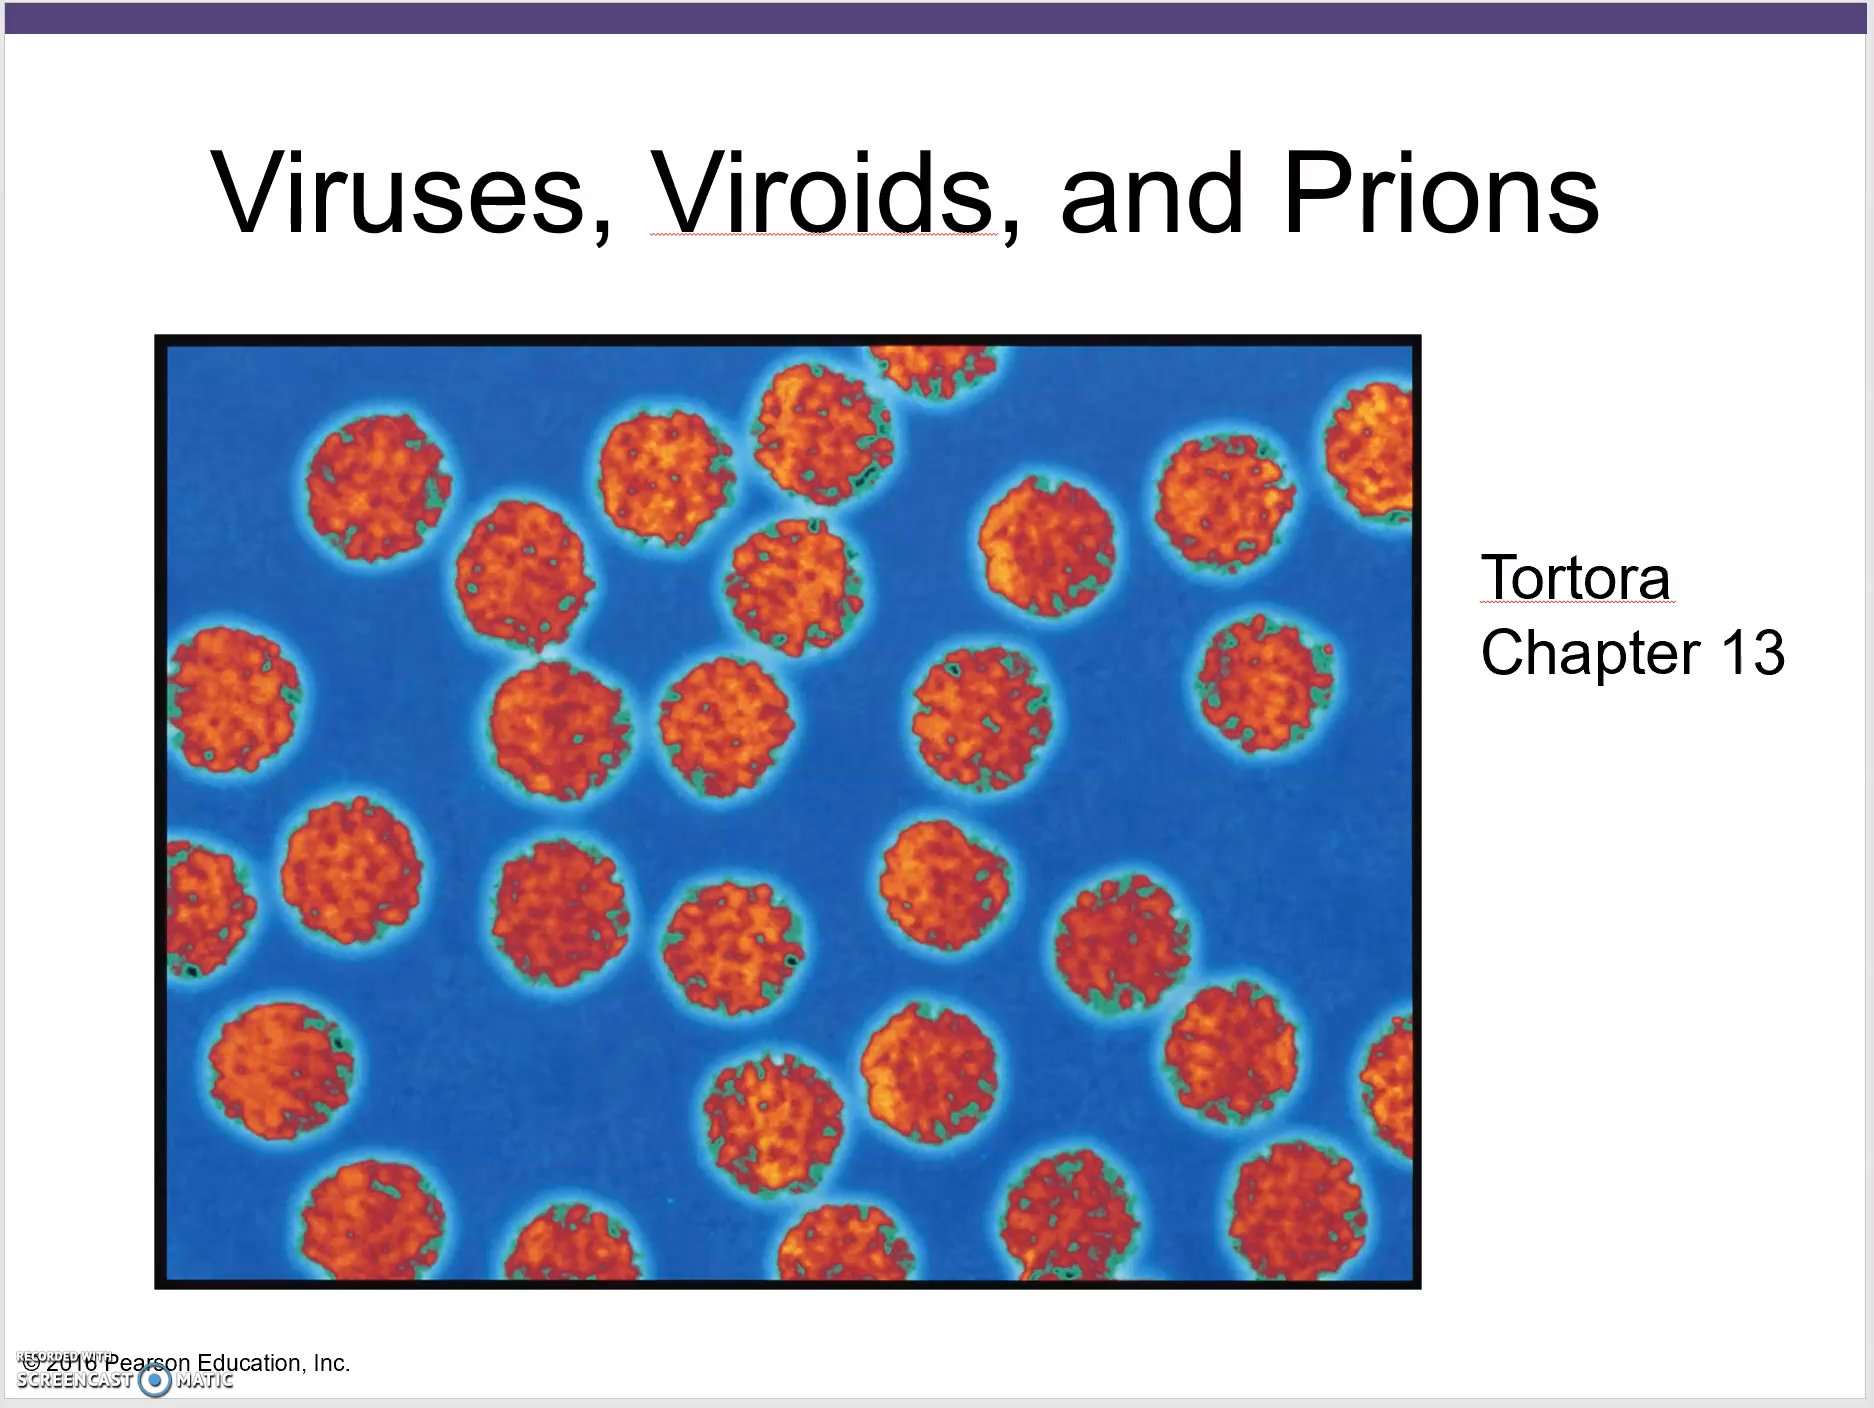 Viruses, Viroids, and Prions
Tortora
Chapter 13
© 2016 Pearson Education, Inc.
RECORDED WITH
SCREENCAST MATIC